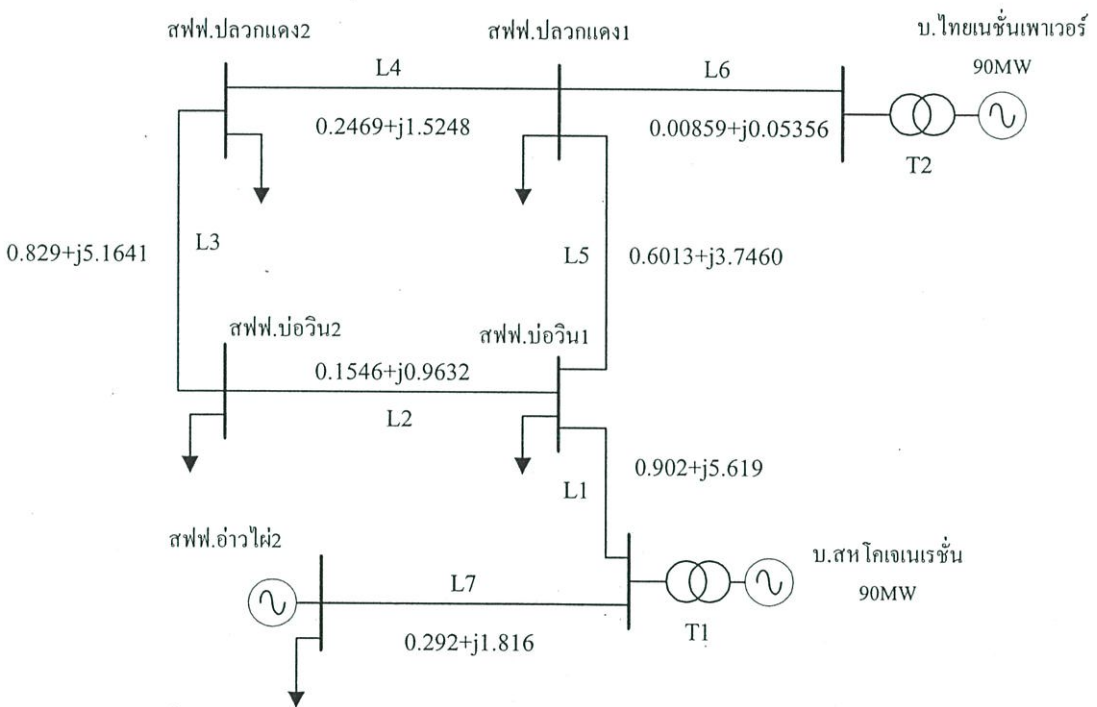 สฟฟ.ปลวกแดง2
สฟฟ.ปลวกแดง1
บ.ไทยเนชั่นเพาเวอร์
90MW
L4
L6
0.2469+j1.5248
0.00859+j0.05356
T2
0.829+j5.1641
L3
L5
0.6013+j3.7460
สฟฟ.บ่อวิน2
สฟฟ.บ่อวิน1
0.1546+j0.9632
L2
0.902+j5.619
L1
สฟฟ.อ่าวไผ่2
บ.สหโคเจเนเรชั่น
90MW
L7
T1
0.292+j1.816